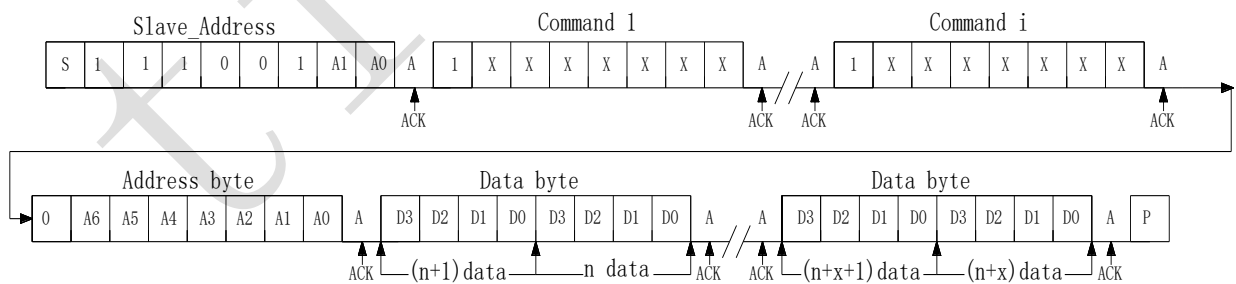 Slave_Address Command 1 Command i
S 1 1 1 0 0 1 A1 A0 A 1 X X X X X X X A A 1 X X X X X X X A
ACK ACK ACK ACK
Address byte Data byte Data byte
0 A6 A5 A4 A3 A2 A1 A0 A D3 D2 D1 D0 D3 D2 D1 D0 A A D3 D2 D1 D0 D3 D2 D1 D0 A P
ACK (n+1)data n data ACK ACK (n+x+1)data (n+x)data ACK